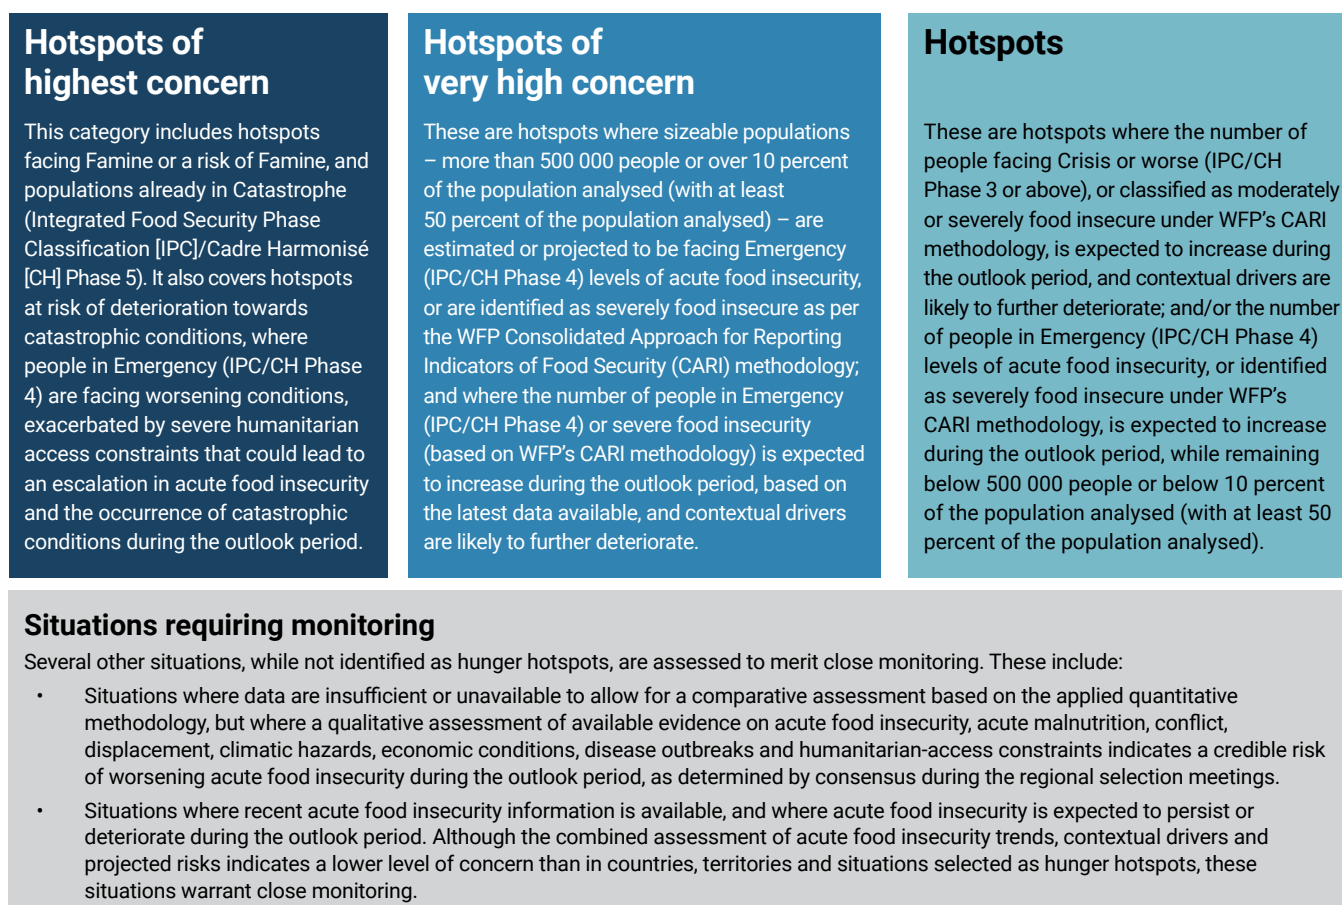 Hotspots of
highest concern
This category includes hotspots
facing Famine or a risk of Famine, and
populations already in Catastrophe
(Integrated Food Security Phase
Classification [IPC]/Cadre Harmonisé
[CH] Phase 5). It also covers hotspots
at risk of deterioration towards
catastrophic conditions, where
people in Emergency (IPC/CH Phase
4) are facing worsening conditions,
exacerbated by severe humanitarian
access constraints that could lead to
an escalation in acute food insecurity
and the occurrence of catastrophic
conditions during the outlook period.
Hotspots of
very high concern
These are hotspots where sizeable populations
– more than 500 000 people or over 10 percent
of the population analysed (with at least
50 percent of the population analysed) – are
estimated or projected to be facing Emergency
(IPC/CH Phase 4) levels of acute food insecurity,
or are identified as severely food insecure as per
the WFP Consolidated Approach for Reporting
Indicators of Food Security (CARI) methodology;
and where the number of people in Emergency
(IPC/CH Phase 4) or severe food insecurity
(based on WFP's CARI methodology) is expected
to increase during the outlook period, based on
the latest data available, and contextual drivers
are likely to further deteriorate.
Hotspots
These are hotspots where the number of
people facing Crisis or worse (IPC/CH
Phase 3 or above), or classified as moderately
or severely food insecure under WFP's CARI
methodology, is expected to increase during
the outlook period, and contextual drivers are
likely to further deteriorate; and/or the number
of people in Emergency (IPC/CH Phase 4)
levels of acute food insecurity, or identified
as severely food insecure under WFP's
CARI methodology, is expected to increase
during the outlook period, while remaining
below 500 000 people or below 10 percent
of the population analysed (with at least 50
percent of the population analysed).
Situations requiring monitoring
Several other situations, while not identified as hunger hotspots, are assessed to merit close monitoring. These include:
• Situations where data are insufficient or unavailable to allow for a comparative assessment based on the applied quantitative
methodology, but where a qualitative assessment of available evidence on acute food insecurity, acute malnutrition, conflict,
displacement, climatic hazards, economic conditions, disease outbreaks and humanitarian-access constraints indicates a credible risk
of worsening acute food insecurity during the outlook period, as determined by consensus during the regional selection meetings.
• Situations where recent acute food insecurity information is available, and where acute food insecurity is expected to persist or
deteriorate during the outlook period. Although the combined assessment of acute food insecurity trends, contextual drivers and
projected risks indicates a lower level of concern than in countries, territories and situations selected as hunger hotspots, these
situations warrant close monitoring.